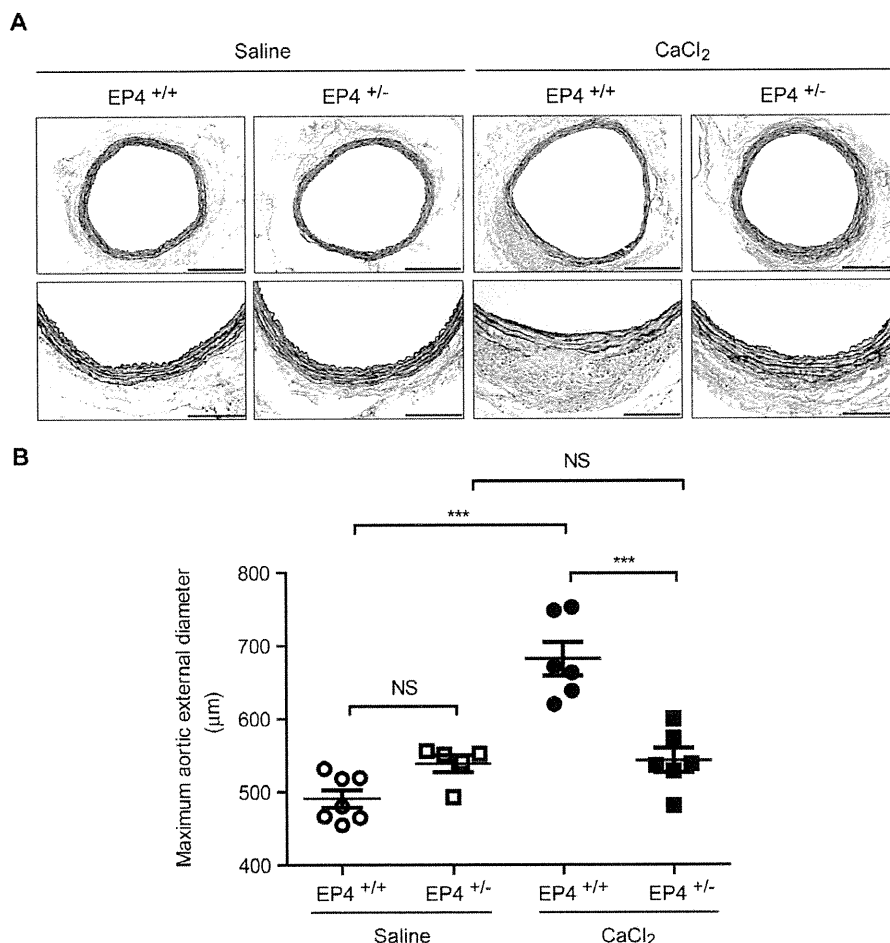 A
Saline CaCl₂
EP4 +/+ EP4 +/- EP4 +/+ EP4 +/-
B
NS
***
***
NS
Maximum aortic external diameter
(μm)
800
700
600
500
400
EP4 +/+ EP4 +/- EP4 +/+ EP4 +/-
Saline CaCl₂